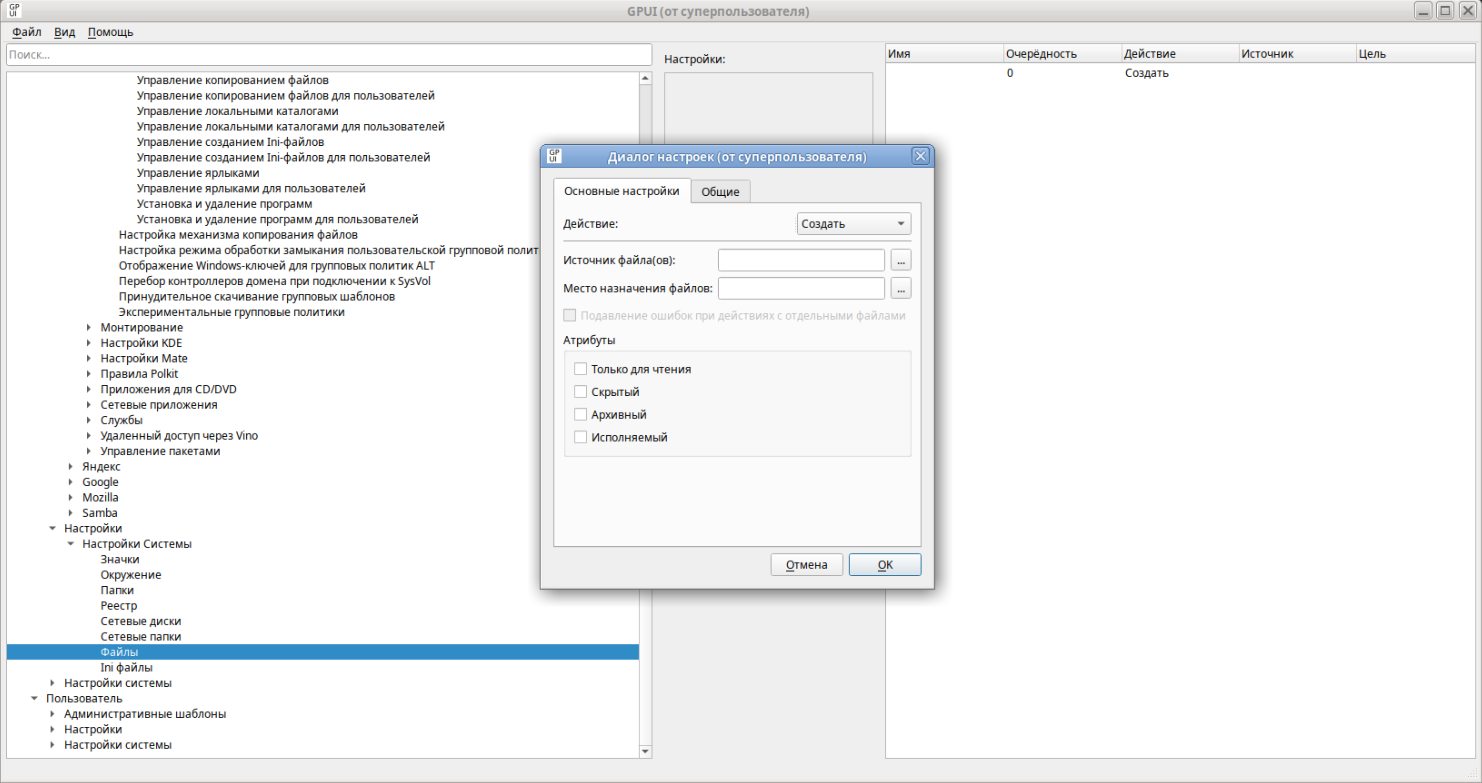 GPUI (от суперпользователя)
Файл Вид Помощь
Поиск...
Управление копированием файлов
Управление копированием файлов для пользователей
Управление локальными каталогами
Управление локальными каталогами для пользователей
Управление созданием Ini-файлов
Управление созданием Ini-файлов для пользователей
Управление ярлыками
Управление ярлыками для пользователей
Установка и удаление программ
Установка и удаление программ для пользователей
Настройка механизма копирования файлов
Настройка режима обработки замыкания пользовательской групповой полит
Отображение Windows-ключей для групповых политик ALT
Перебор контроллеров домена при подключении к SysVol
Принудительное скачивание групповых шаблонов
Экспериментальные групповые политики
Монтирование
Настройки KDE
Настройки Mate
Правила Polkit
Приложения для CD/DVD
Сетевые приложения
Службы
Удаленный доступ через Vino
Управление пакетами
Яндекс
Google
Mozilla
Samba
Настройки
Настройки Системы
Значки
Окружение
Папки
Реестр
Сетевые диски
Сетевые папки
Файлы
Ini файлы
Настройки системы
Пользователь
Административные шаблоны
Настройки
Настройки системы
Настройки:
Имя Очерёдность Действие Источник Цель
0 Создать
GP UI
Диалог настроек (от суперпользователя)
Основные настройки Общие
Действие: Создать
Источник файла(ов): ...
Место назначения файлов: ...
Подавление ошибок при действиях с отдельными файлами
Атрибуты
Только для чтения
Скрытый
Архивный
Исполняемый
Отмена OK